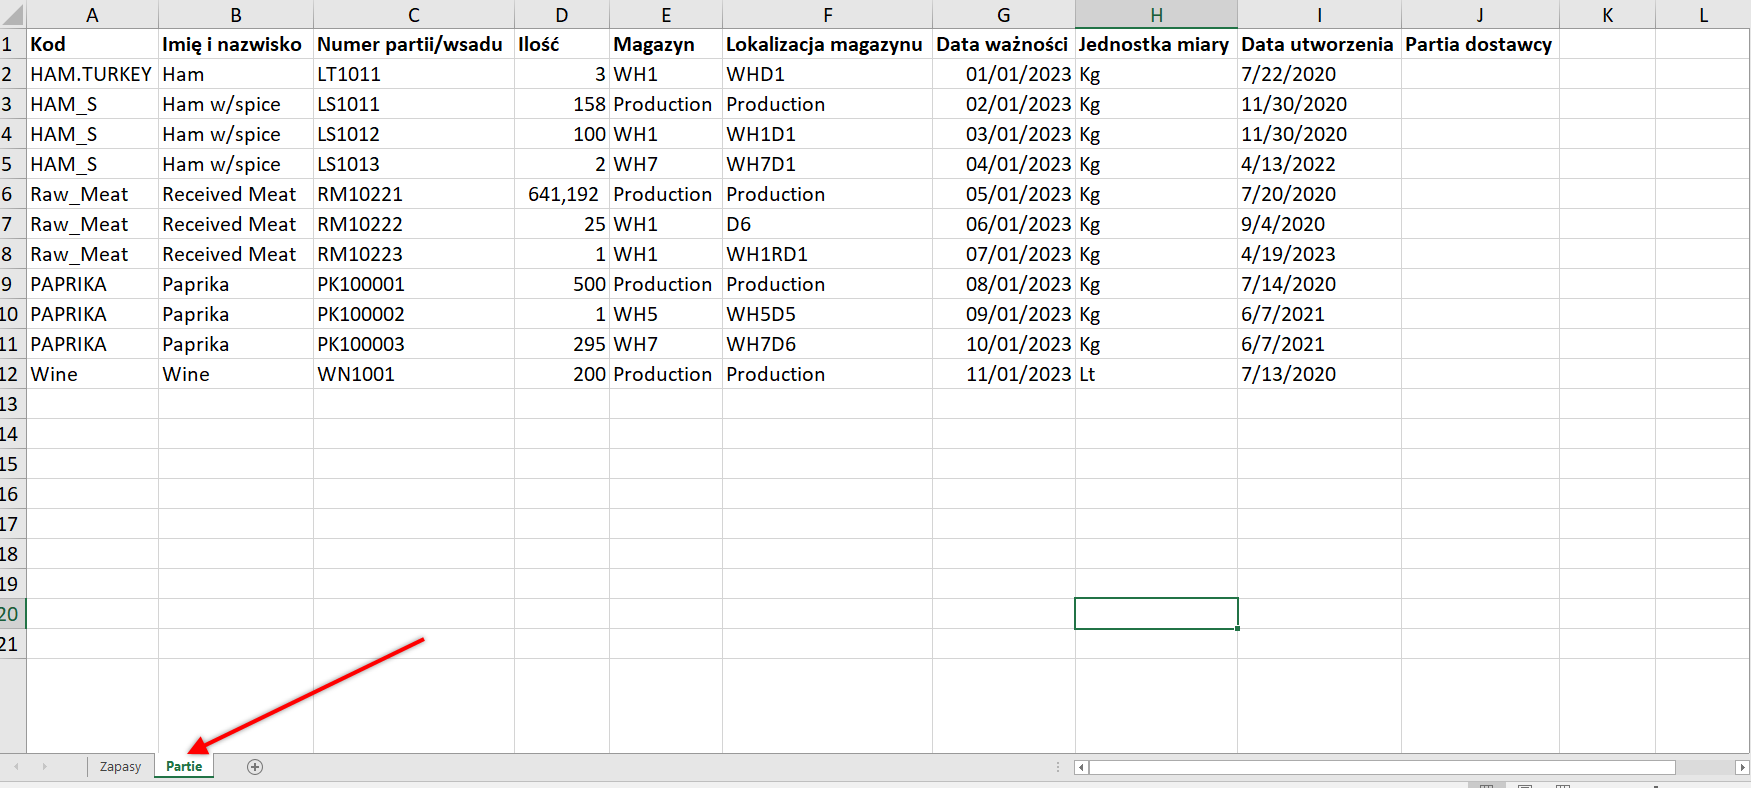 A B C D E F G H I J K L
1 Kod Imię i nazwisko Numer partii/wsadu Ilość Magazyn Lokalizacja magazynu Data ważności Jednostka miary Data utworzenia Partia dostawcy
2 HAM.TURKEY Ham LT1011 3 WH1 WHD1 01/01/2023 Kg 7/22/2020
3 HAM_S Ham w/spice LS1011 158 Production Production 02/01/2023 Kg 11/30/2020
4 HAM_S Ham w/spice LS1012 100 WH1 WH1D1 03/01/2023 Kg 11/30/2020
5 HAM_S Ham w/spice LS1013 2 WH7 WH7D1 04/01/2023 Kg 4/13/2022
6 Raw_Meat Received Meat RM10221 641,192 Production Production 05/01/2023 Kg 7/20/2020
7 Raw_Meat Received Meat RM10222 25 WH1 D6 06/01/2023 Kg 9/4/2020
8 Raw_Meat Received Meat RM10223 1 WH1 WH1RD1 07/01/2023 Kg 4/19/2023
9 PAPRIKA Paprika PK100001 500 Production Production 08/01/2023 Kg 7/14/2020
10 PAPRIKA Paprika PK100002 1 WH5 WH5D5 09/01/2023 Kg 6/7/2021
11 PAPRIKA Paprika PK100003 295 WH7 WH7D6 10/01/2023 Kg 6/7/2021
12 Wine Wine WN1001 200 Production Production 11/01/2023 Lt 7/13/2020
13
14
15
16
17
18
19
20
21
Zapasy Partie